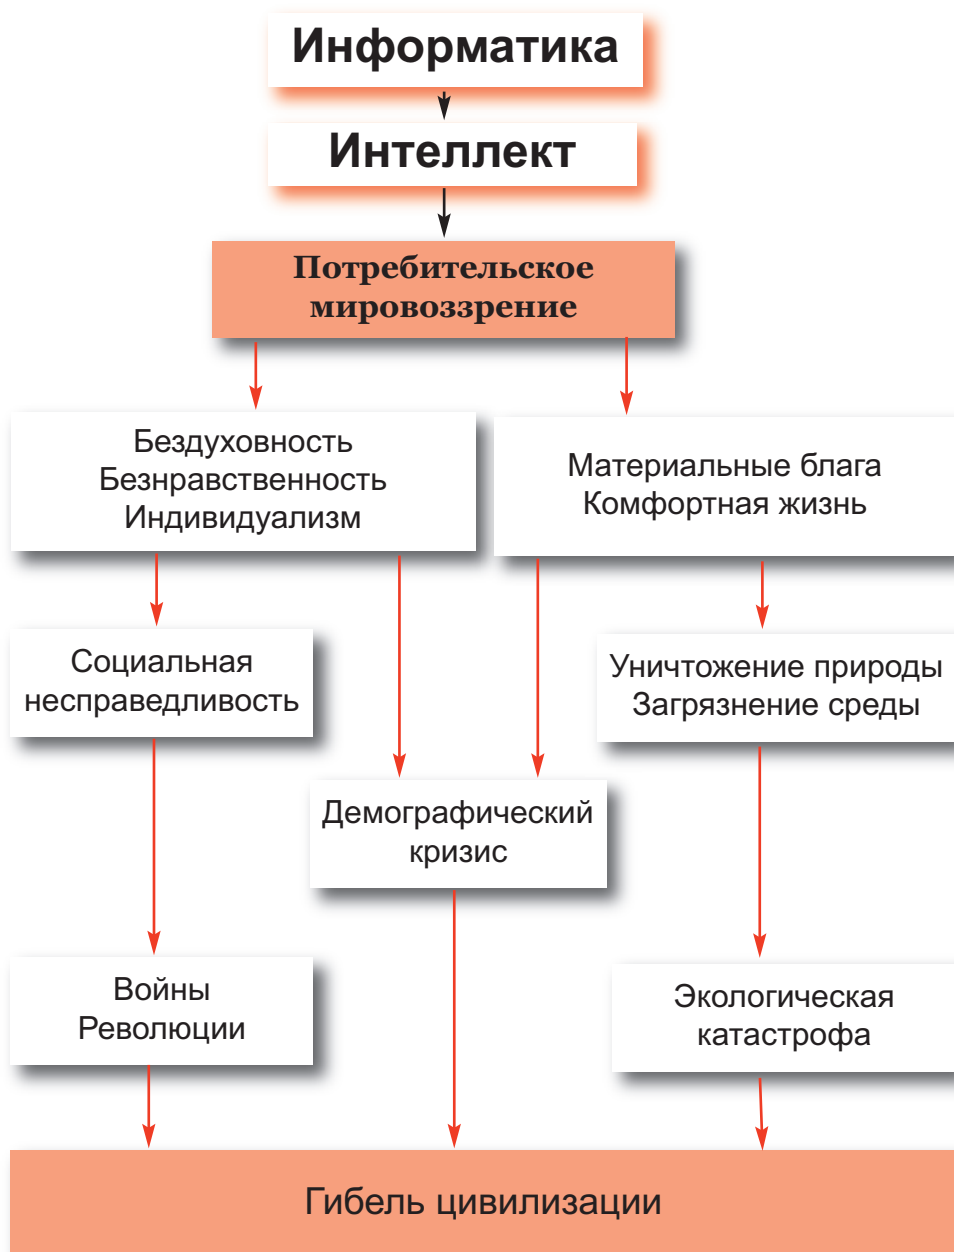 Информатика
Интеллект
Потребительское
мировоззрение
Бездуховность
Безнравственность
Индивидуализм
Материальные блага
Комфортная жизнь
Социальная
несправедливость
Уничтожение природы
Загрязнение среды
Демографический
кризис
Войны
Революции
Экологическая
катастрофа
Гибель цивилизации